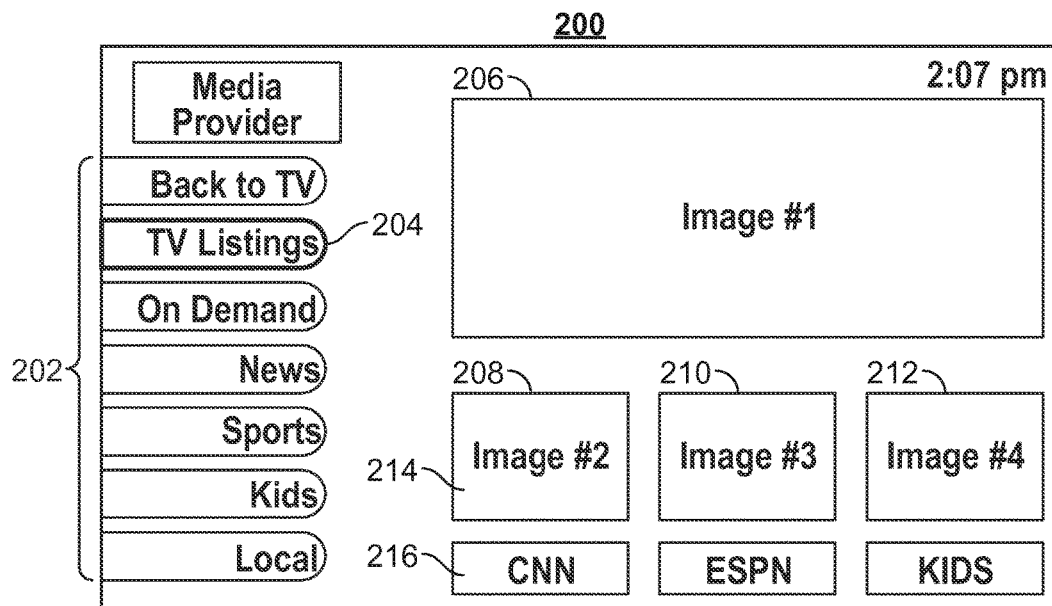 200
2:07 pm
Media
Provider
206
Image #1
Back to TV
TV Listings
204
On Demand
News
Sports
Kids
Local
202
208
210
212
Image #2
Image #3
Image #4
214
216
CNN
ESPN
KIDS